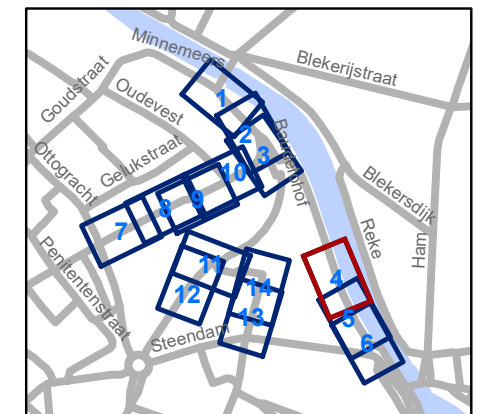 Minnemeers
Blekerijstraat
Goudstraat
Oudevest
1
2
Baudelohof
3
Ottogracht
Gelukstraat
10
9
8
7
Blekersdijk
Reke
Ham
Penitentenstraat
11
12
14
13
4
5
6
Steendam